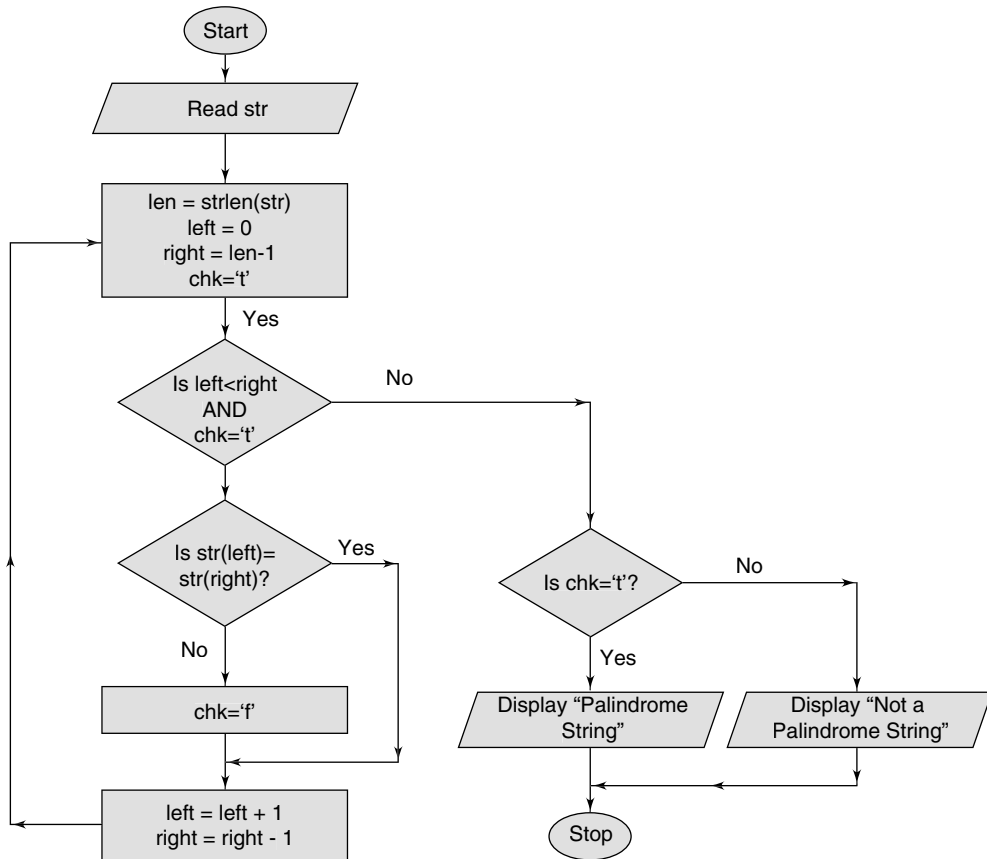 Start
Read str
len = strlen(str)
left = 0
right = len-1
chk=‘t’
Yes
Is left<right
AND
chk=‘t’
No
Is str(left)=
str(right)?
Yes
No
chk=‘f’
left = left + 1
right = right - 1
Is chk=‘t’?
No
Yes
Display “Palindrome
String”
Display “Not a
Palindrome String”
Stop